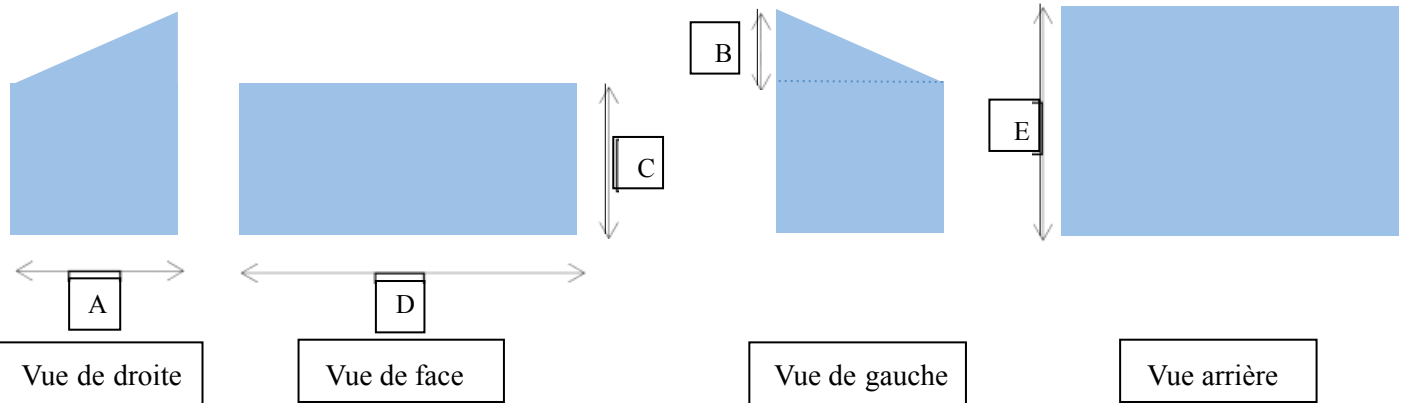 B
C
E
A
D
Vue de droite
Vue de face
Vue de gauche
Vue arrière